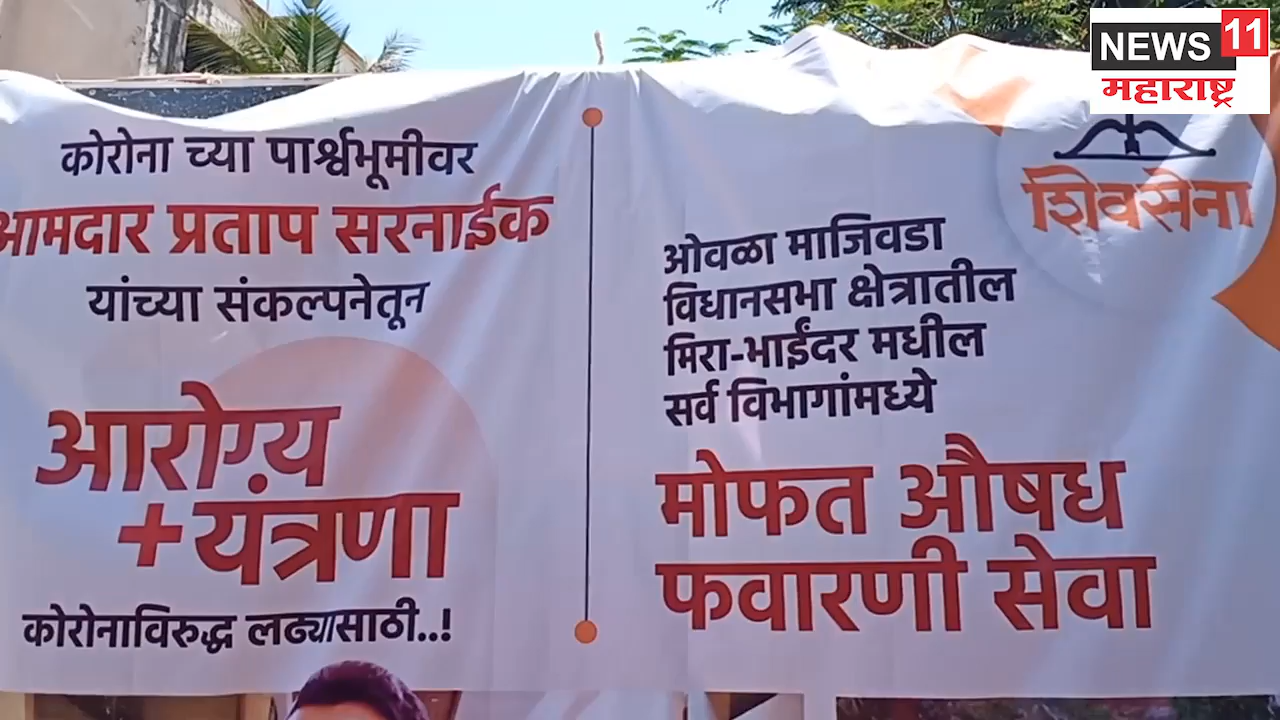 NEWS 11
महाराष्ट्र
कोरोना च्या पार्श्वभूमीवर
आमदार प्रताप सरनाईक
यांच्या संकल्पनेतून
आरोग्य
+यंत्रणा
कोरोनाविरुद्ध लढ्यासाठी..!
शिवसेना
ओवळा माजिवडा
विधानसभा क्षेत्रातील
मिरा-भाईंदर मधील
सर्व विभागांमध्ये
मोफत औषध
फवारणी सेवा